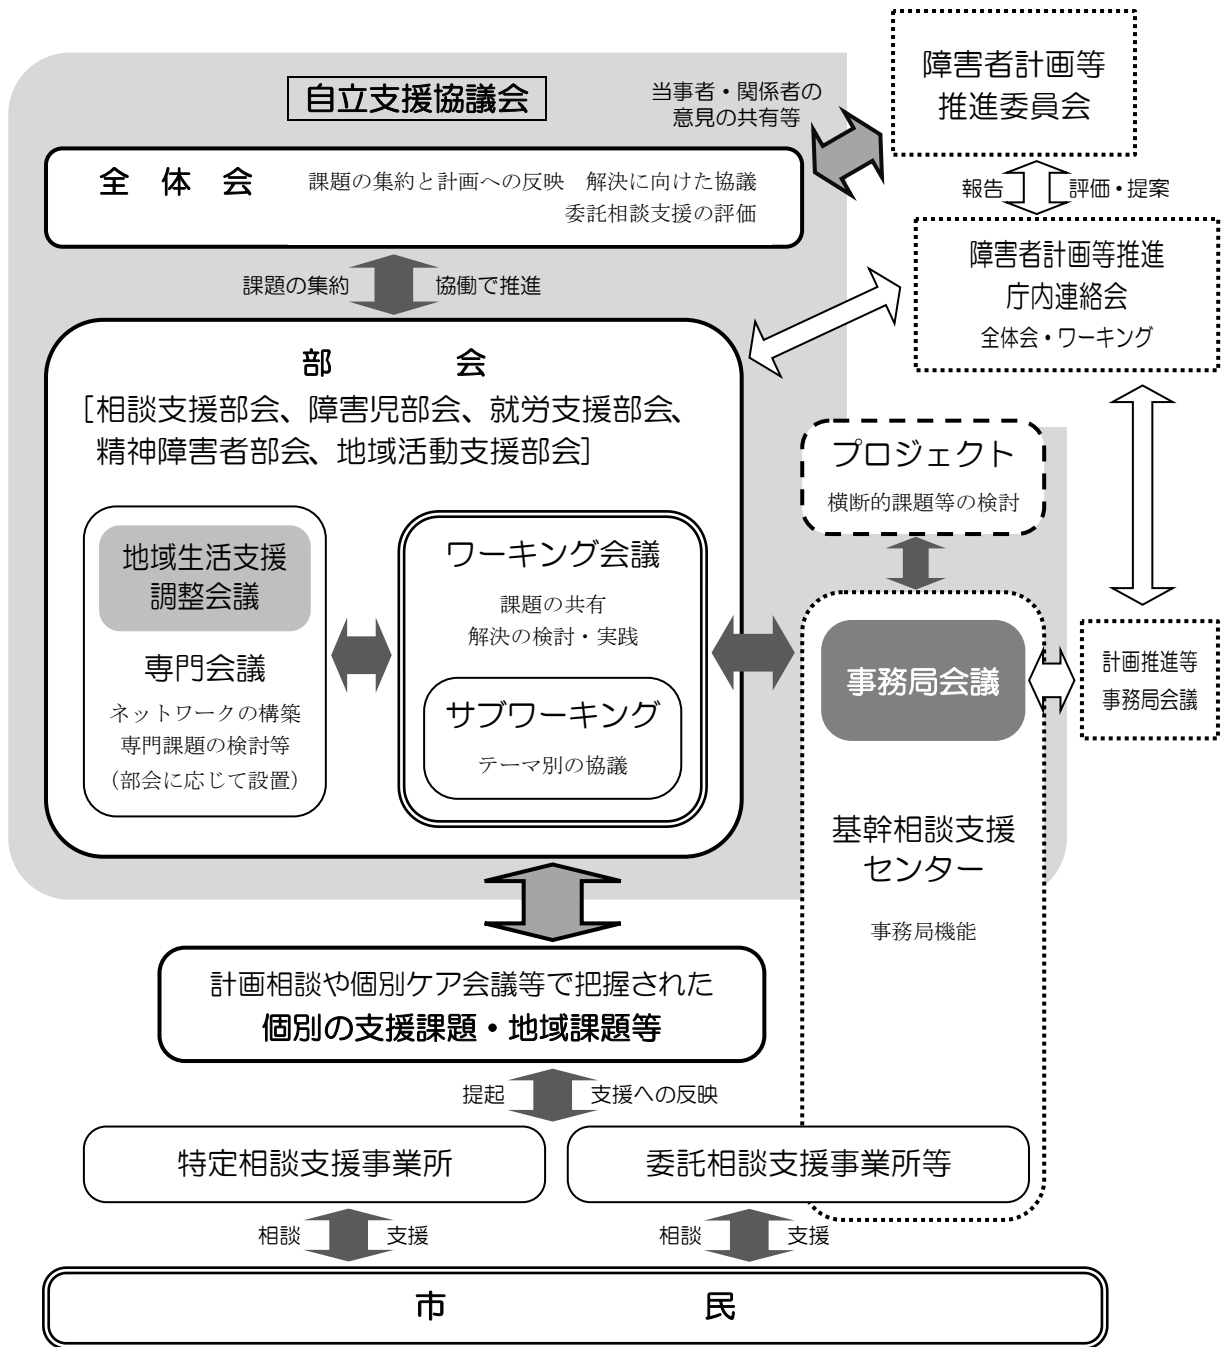 自立支援協議会
当事者・関係者の
意見の共有等
障害者計画等
推進委員会
全 体 会
課題の集約と計画への反映 解決に向けた協議
委託相談支援の評価
報告
評価・提案
課題の集約
協働で推進
障害者計画等推進
庁内連絡会
全体会・ワーキング
部 会
[相談支援部会、障害児部会、就労支援部会、
精神障害者部会、地域活動支援部会]
プロジェクト
横断的課題等の検討
地域生活支援
調整会議
専門会議
ネットワークの構築
専門課題の検討等
(部会に応じて設置)
ワーキング会議
課題の共有
解決の検討・実践
サブワーキング
テーマ別の協議
事務局会議
計画推進等
事務局会議
基幹相談支援
センター
事務局機能
計画相談や個別ケア会議等で把握された
個別の支援課題・地域課題等
提起
支援への反映
特定相談支援事業所
委託相談支援事業所等
相談
支援
相談
支援
市 民